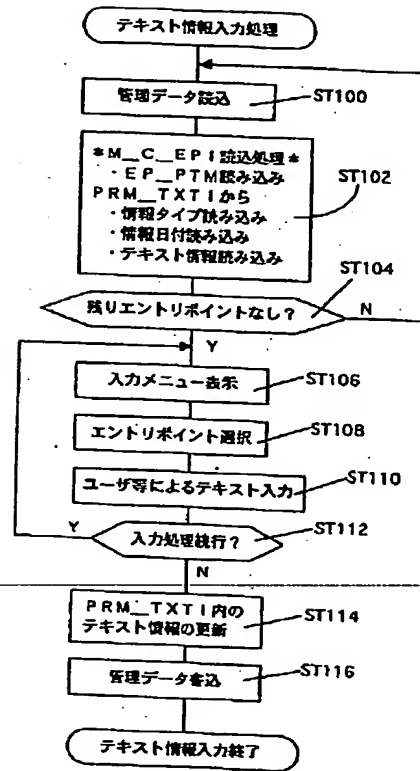 テキスト情報入力処理
管理データ読込
ST100
*M__C__EPI読込処理*
・EP__PTM読み込み
PRM__TXTIから
・情報タイプ読み込み
・情報日付読み込み
・テキスト情報読み込み
ST102
残りエントリポイントなし?
ST104
N
Y
入力メニュー表示
ST106
エントリポイント選択
ST108
ユーザ等によるテキスト入力
ST110
入力処理続行?
ST112
Y
N
PRM__TXTI内の
テキスト情報の更新
ST114
管理データ書込
ST116
テキスト情報入力終了